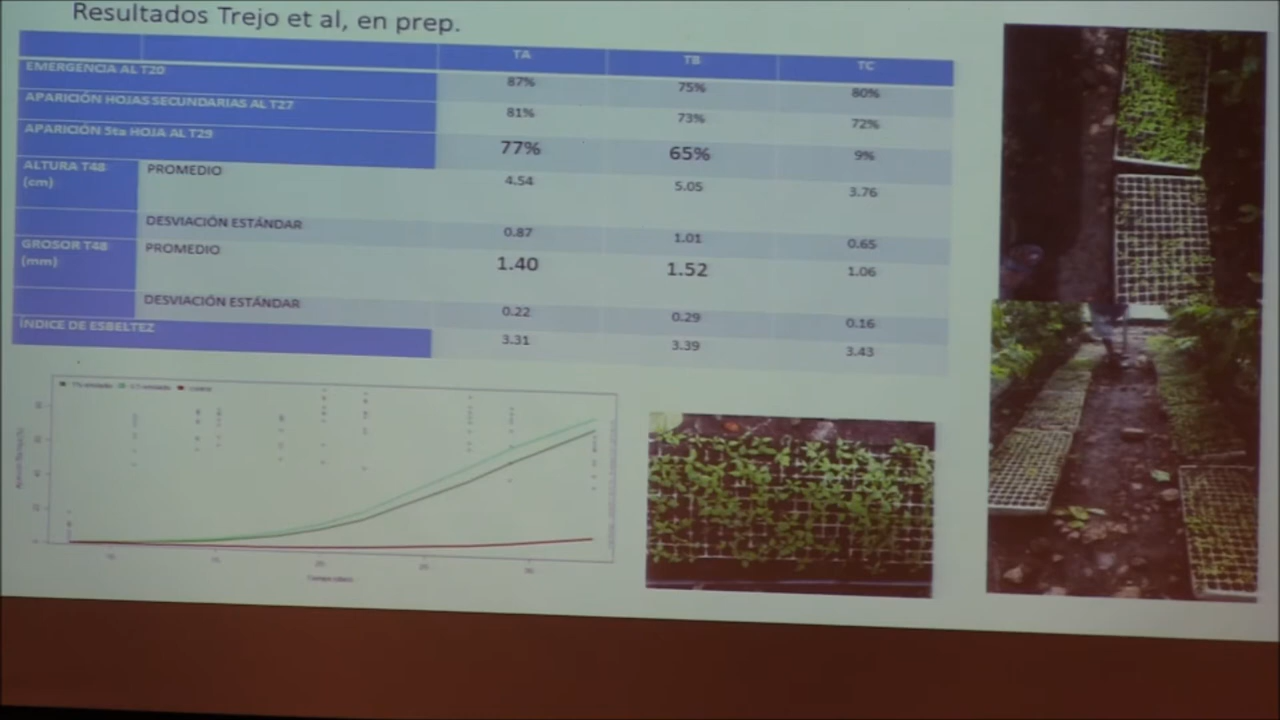 Resultados Trejo et al, en prep.
TA TB TC
EMERGENCIA AL T20 87% 75% 80%
APARICIÓN HOJAS SECUNDARIAS AL T27 81% 73% 72%
APARICIÓN 5ta HOJA AL T29 77% 65% 9%
ALTURA T48 (cm) PROMEDIO 4.54 5.05 3.76
DESVIACIÓN ESTÁNDAR 0.87 1.01 0.65
GROSOR T48 (mm) PROMEDIO 1.40 1.52 1.06
DESVIACIÓN ESTÁNDAR 0.22 0.29 0.16
ÍNDICE DE ESBELTEZ 3.31 3.39 3.43